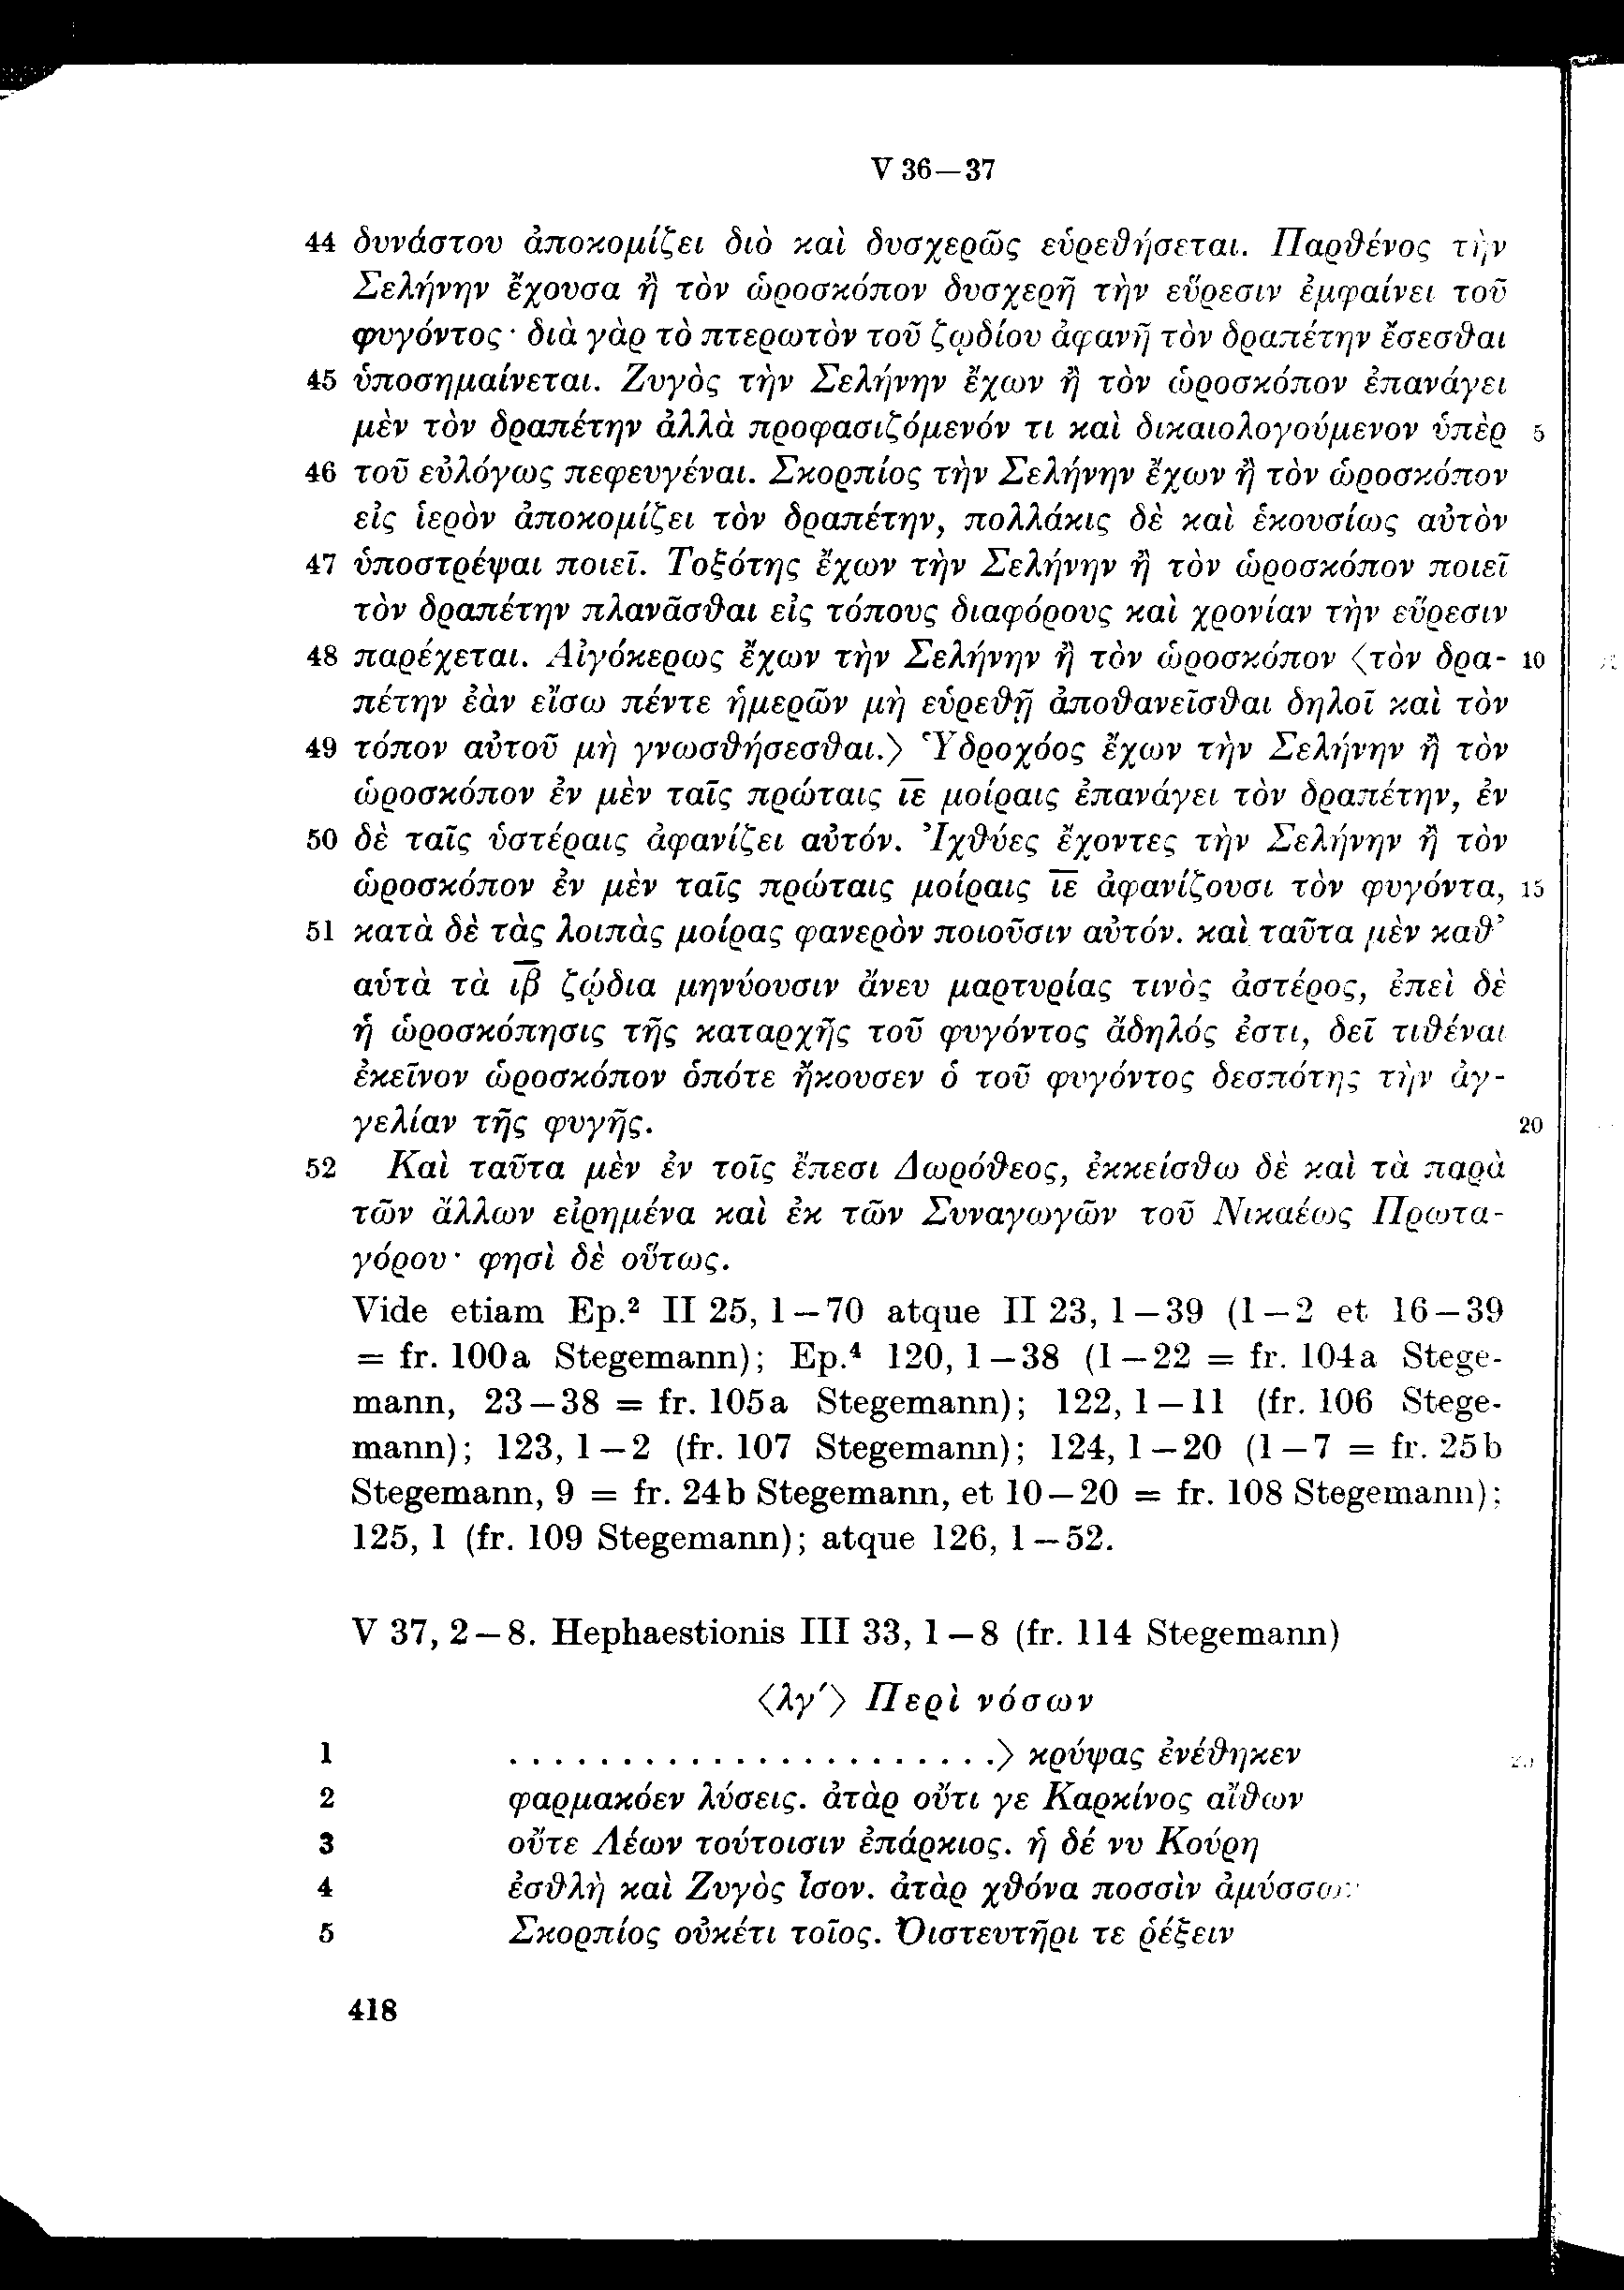 V 36—37
44 δυνάστου ἀποκομίζει διὸ καὶ δυσχερῶς εὑρεθήσεται. Παρθένος τὴν
Σελήνην ἔχουσα ἢ τὸν ὡροσκόπον δυσχερῆ τὴν εὕρεσιν ἐμφαίνει τοῦ
φυγόντος· διὰ γὰρ τὸ πτερωτὸν τοῦ ζῳδίου ἀφανῆ τὸν δραπέτην ἔσεσθαι
45 ὑποσημαίνεται. Ζυγὸς τὴν Σελήνην ἔχων ἢ τὸν ὡροσκόπον ἐπανάγει
μὲν τὸν δραπέτην ἀλλὰ προφασιζόμενόν τι καὶ δικαιολογούμενον ὑπὲρ 5
46 τοῦ εὐλόγως πεφευγέναι. Σκορπίος τὴν Σελήνην ἔχων ἢ τὸν ὡροσκόπον
εἰς ἱερὸν ἀποκομίζει τὸν δραπέτην, πολλάκις δὲ καὶ ἑκουσίως αὐτὸν
47 ὑποστρέψαι ποιεῖ. Τοξότης ἔχων τὴν Σελήνην ἢ τὸν ὡροσκόπον ποιεῖ
τὸν δραπέτην πλανᾶσθαι εἰς τόπους διαφόρους καὶ χρονίαν τὴν εὕρεσιν
48 παρέχεται. Αἰγόκερως ἔχων τὴν Σελήνην ἢ τὸν ὡροσκόπον ⟨τὸν δρα- 10
πέτην ἐὰν εἴσω πέντε ἡμερῶν μὴ εὑρεθῇ ἀποθανεῖσθαι δηλοῖ καὶ τὸν
49 τόπον αὐτοῦ μὴ γνωσθήσεσθαι.⟩ Ὑδροχόος ἔχων τὴν Σελήνην ἢ τὸν
ὡροσκόπον ἐν μὲν ταῖς πρώταις ι̅ε̅ μοίραις ἐπανάγει τὸν δραπέτην, ἐν
50 δὲ ταῖς ὑστέραις ἀφανίζει αὐτόν. Ἰχθύες ἔχοντες τὴν Σελήνην ἢ τὸν
ὡροσκόπον ἐν μὲν ταῖς πρώταις μοίραις ι̅ε̅ ἀφανίζουσι τὸν φυγόντα, 15
51 κατὰ δὲ τὰς λοιπὰς μοίρας φανερὸν ποιοῦσιν αὐτόν. καὶ ταῦτα μὲν καθ’
αὑτὰ τὰ ι̅β̅ ζῴδια μηνύουσιν ἄνευ μαρτυρίας τινὸς ἀστέρος, ἐπεὶ δὲ
ἡ ὡροσκόπησις τῆς καταρχῆς τοῦ φυγόντος ἄδηλός ἐστι, δεῖ τιθέναι
ἐκεῖνον ὡροσκόπον ὁπότε ἤκουσεν ὁ τοῦ φυγόντος δεσπότης τὴν ἀγ-
γελίαν τῆς φυγῆς. 20
52 Καὶ ταῦτα μὲν ἐν τοῖς ἔπεσι Δωρόθεος, ἐκκείσθω δὲ καὶ τὰ παρὰ
τῶν ἄλλων εἰρημένα καὶ ἐκ τῶν Συναγωγῶν τοῦ Νικαέως Πρωτα-
γόρου· φησὶ δὲ οὕτως.
Vide etiam Ep.² II 25, 1—70 atque II 23, 1—39 (1—2 et 16—39
= fr. 100a Stegemann); Ep.⁴ 120, 1—38 (1—22 = fr. 104a Stege-
mann, 23—38 = fr. 105a Stegemann); 122, 1—11 (fr. 106 Stege-
mann); 123, 1—2 (fr. 107 Stegemann); 124, 1—20 (1—7 = fr. 25b
Stegemann, 9 = fr. 24b Stegemann, et 10—20 = fr. 108 Stegemann);
125, 1 (fr. 109 Stegemann); atque 126, 1—52.
V 37, 2—8. Hephaestionis III 33, 1—8 (fr. 114 Stegemann)
⟨λγ′⟩ Περὶ νόσων
1 . . . . . . . . . . . . . . . . . . . . . . .⟩ κρύψας ἐνέθηκεν
2 φαρμακόεν λύσεις. ἀτὰρ οὔτι γε Καρκίνος αἴθων
3 οὔτε Λέων τούτοισιν ἐπάρκιος. ἡ δέ νυ Κούρη
4 ἐσθλὴ καὶ Ζυγὸς ἶσον. ἀτὰρ χθόνα ποσσὶν ἀμύσσων
5 Σκορπίος οὐκέτι τοῖος. Ὀιστευτῆρι τε ῥέξειν
418